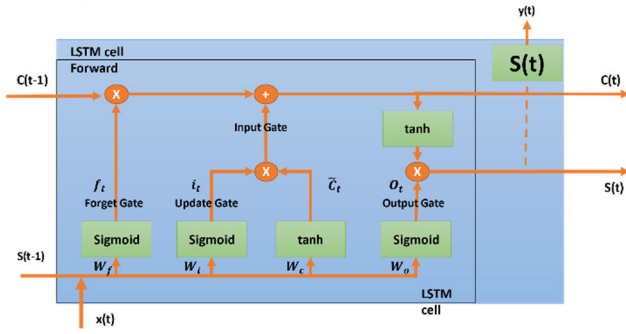 y(t)
LSTM cell
Forward
S(t)
C(t-1)
C(t)
X
+
Input Gate
tanh
X
X
S(t)
f_t
i_t
C̃_t
O_t
Forget Gate
Update Gate
Output Gate
Sigmoid
Sigmoid
tanh
Sigmoid
S(t-1)
W_f
W_i
W_c
W_o
LSTM
cell
x(t)